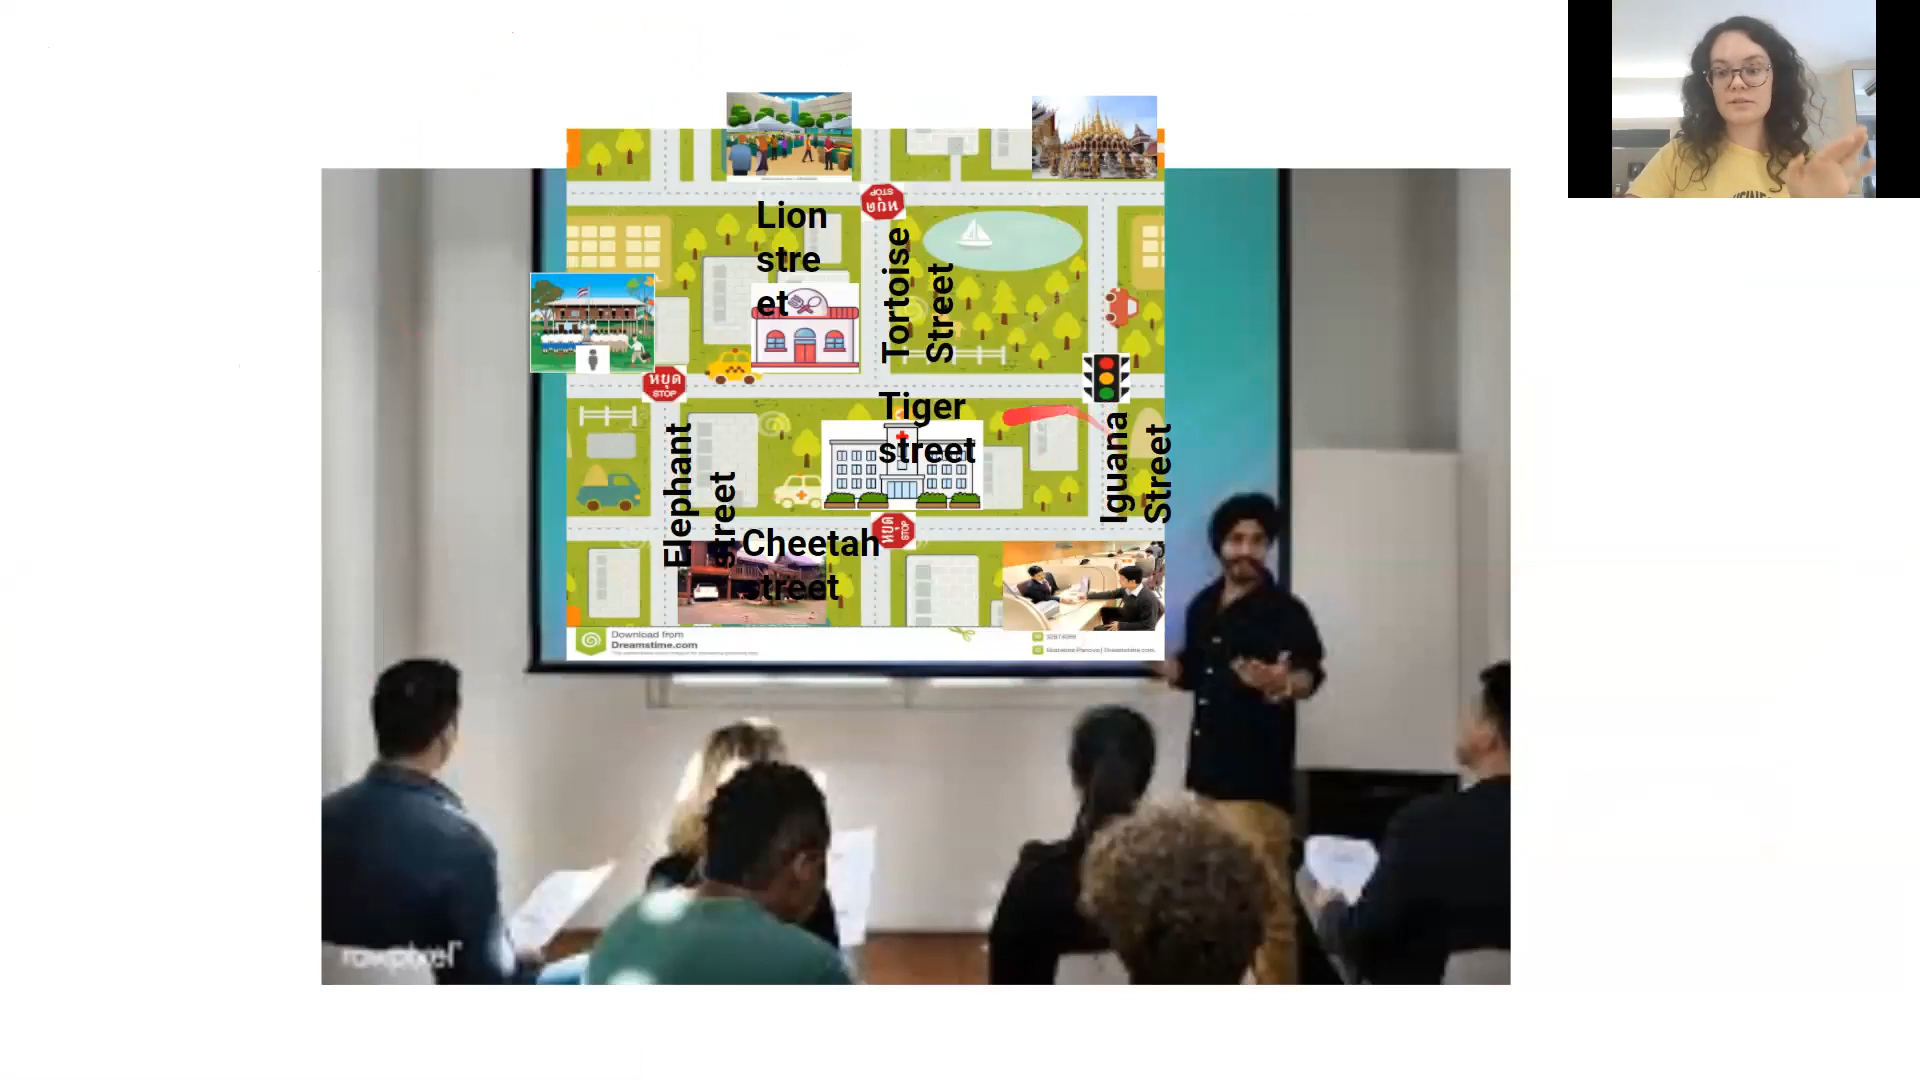 Lion
stre
et
หยุด
STOP
Tortoise
Street
หยุด
STOP
Tiger
street
Elephant
street
Iguana
Street
Cheetah
street
หยุด
STOP
Download from
Dreamstime.com
rawpixel